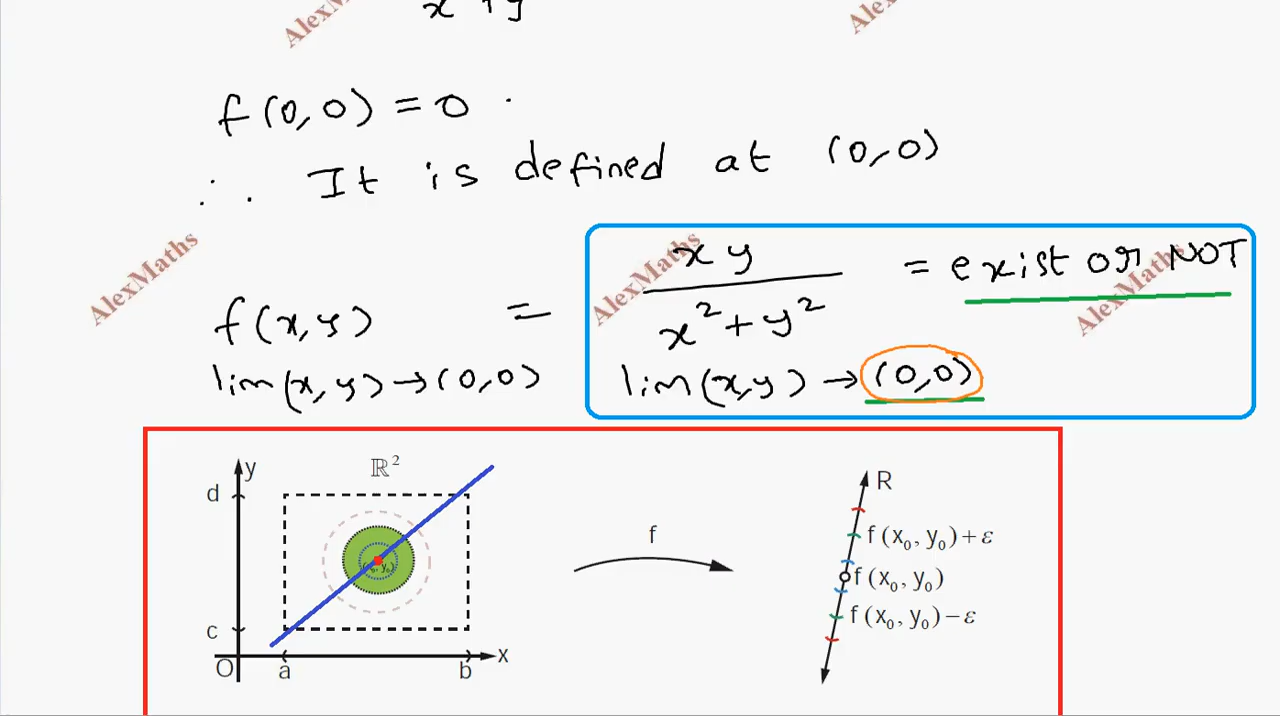 x + y
f(0,0) = 0 .
∴ It is defined at (0,0)
f(x,y) = xy / x² + y² = exist or NOT
lim(x,y)→(0,0) lim(x,y)→(0,0)
y ℝ² d c O a b x
f
R
f(x₀, y₀)+ε
f(x₀, y₀)
f(x₀, y₀)−ε
AlexMaths
AlexMaths
AlexMaths
AlexMaths
AlexMaths